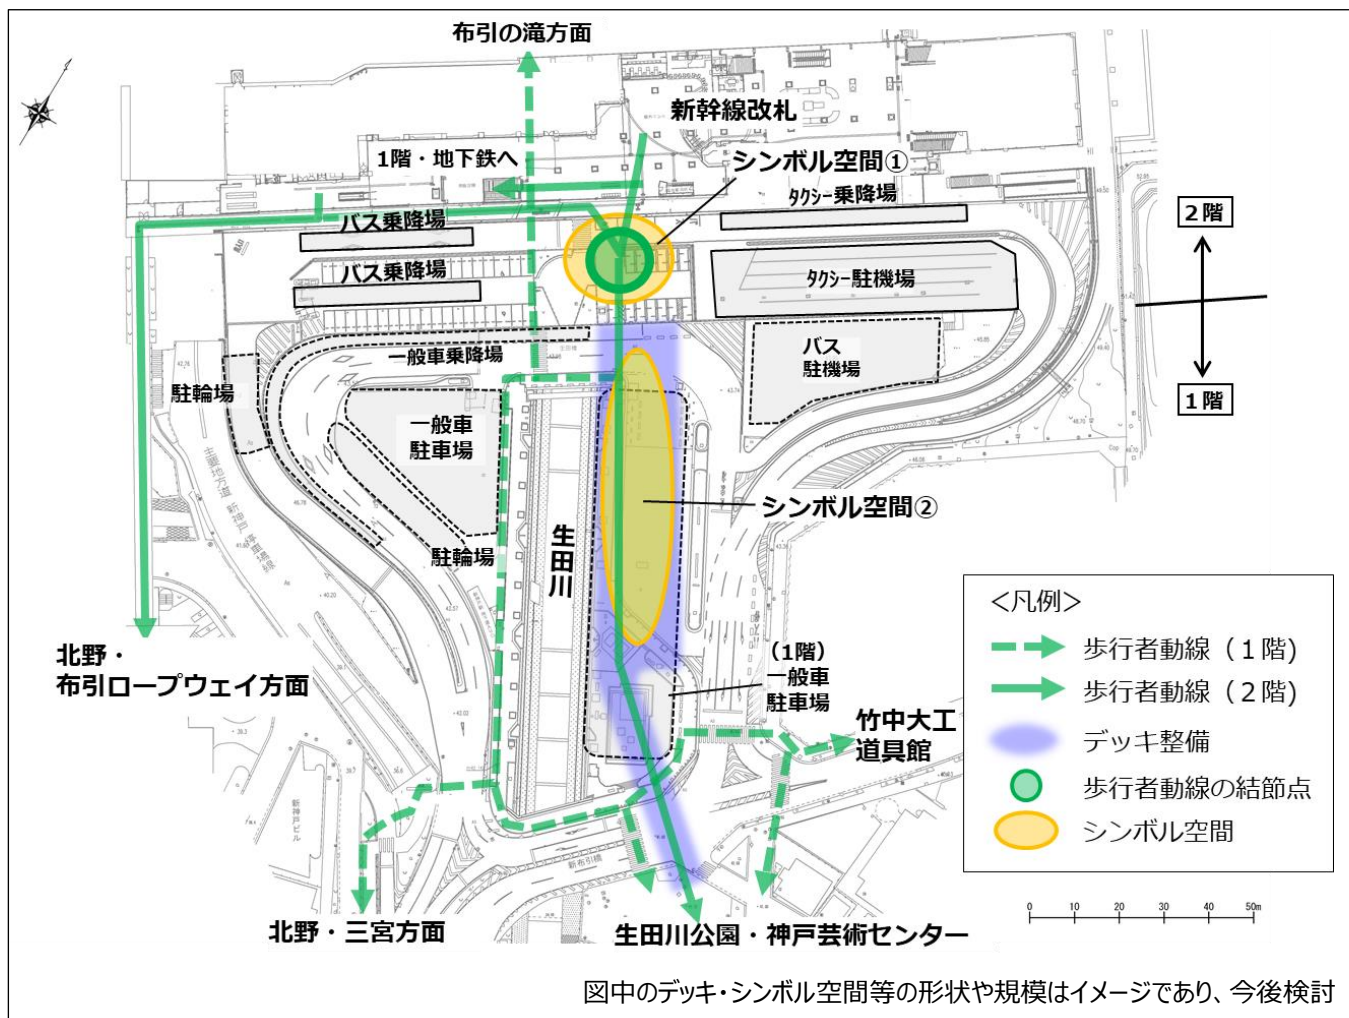 布引の滝方面
新幹線改札
1階・地下鉄へ
シンボル空間①
タクシー乗降場
バス乗降場
バス乗降場
タクシー駐機場
2階
1階
一般車乗降場
バス
駐機場
駐輪場
一般車
駐車場
シンボル空間②
生田川
駐輪場
北野・
布引ロープウェイ方面
(1階)
一般車
駐車場
竹中大工
道具館
新神戸ビル
新布引橋
北野・三宮方面
生田川公園・神戸芸術センター
<凡例>
歩行者動線(1階)
歩行者動線(2階)
デッキ整備
歩行者動線の結節点
シンボル空間
0 10 20 30 40 50m
図中のデッキ・シンボル空間等の形状や規模はイメージであり、今後検討